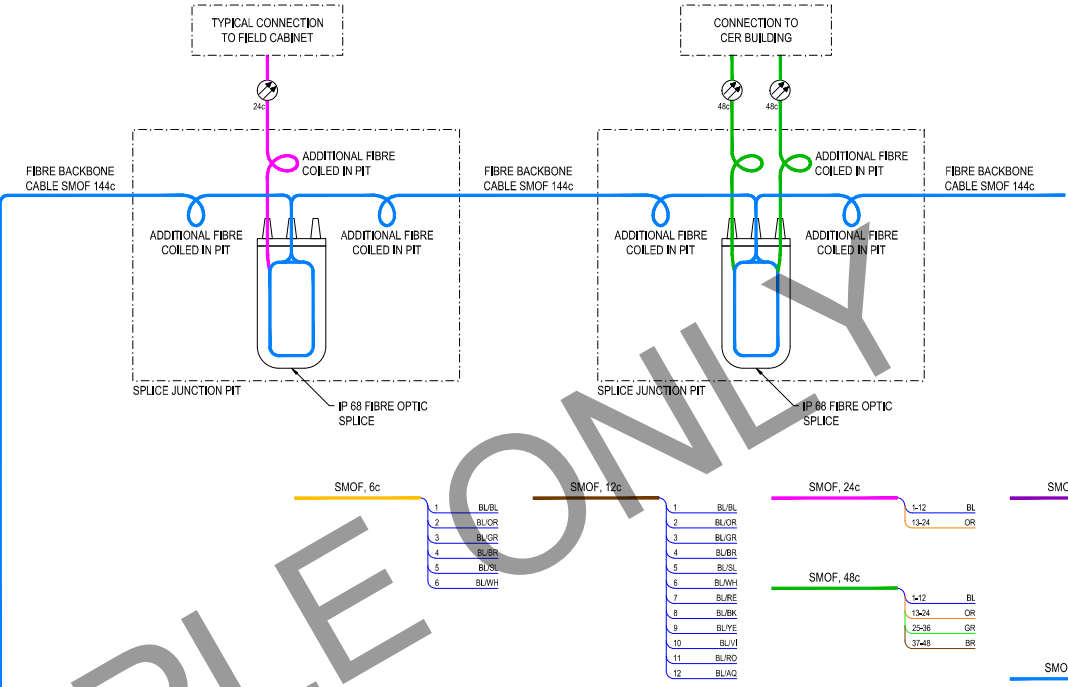 TYPICAL CONNECTION
TO FIELD CABINET
CONNECTION TO
CER BUILDING
24c
48c
48c
ADDITIONAL FIBRE
COILED IN PIT
ADDITIONAL FIBRE
COILED IN PIT
FIBRE BACKBONE
CABLE SMOF 144c
FIBRE BACKBONE
CABLE SMOF 144c
FIBRE BACKBONE
CABLE SMOF 144c
ADDITIONAL FIBRE
COILED IN PIT
ADDITIONAL FIBRE
COILED IN PIT
ADDITIONAL FIBRE
COILED IN PIT
ADDITIONAL FIBRE
COILED IN PIT
SPLICE JUNCTION PIT
SPLICE JUNCTION PIT
IP 68 FIBRE OPTIC
SPLICE
IP 68 FIBRE OPTIC
SPLICE
SMOF, 6c
1 BL/BL
2 BL/OR
3 BL/GR
4 BL/BR
5 BL/SL
6 BL/WH
SMOF, 12c
1 BL/BL
2 BL/OR
3 BL/GR
4 BL/BR
5 BL/SL
6 BL/WH
7 BL/RE
8 BL/BK
9 BL/YE
10 BL/VI
11 BL/RO
12 BL/AQ
SMOF, 24c
1-12 BL
13-24 OR
SMOF, 48c
1-12 BL
13-24 OR
25-36 GR
37-48 BR
SMO
SMO
PLE ONLY